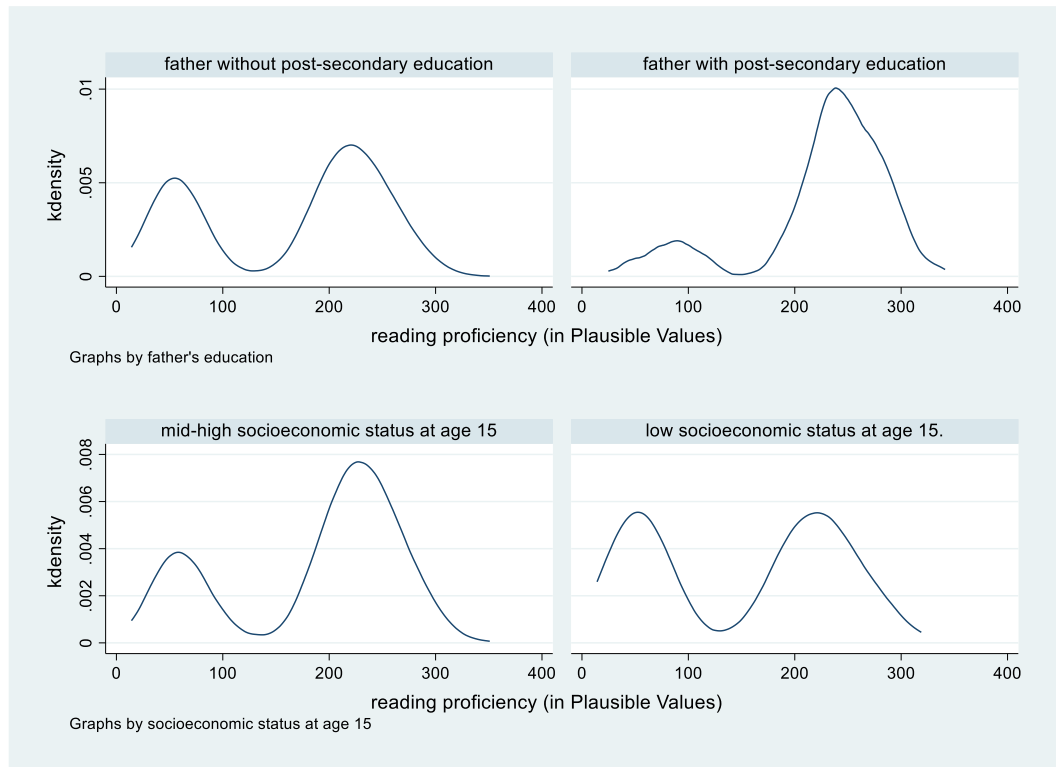 father without post-secondary education
father with post-secondary education
kdensity
.01
.005
0
0 100 200 300 400
0 100 200 300 400
reading proficiency (in Plausible Values)
Graphs by father's education
mid-high socioeconomic status at age 15
low socioeconomic status at age 15.
kdensity
.008
.006
.004
.002
0
0 100 200 300 400
0 100 200 300 400
reading proficiency (in Plausible Values)
Graphs by socioeconomic status at age 15